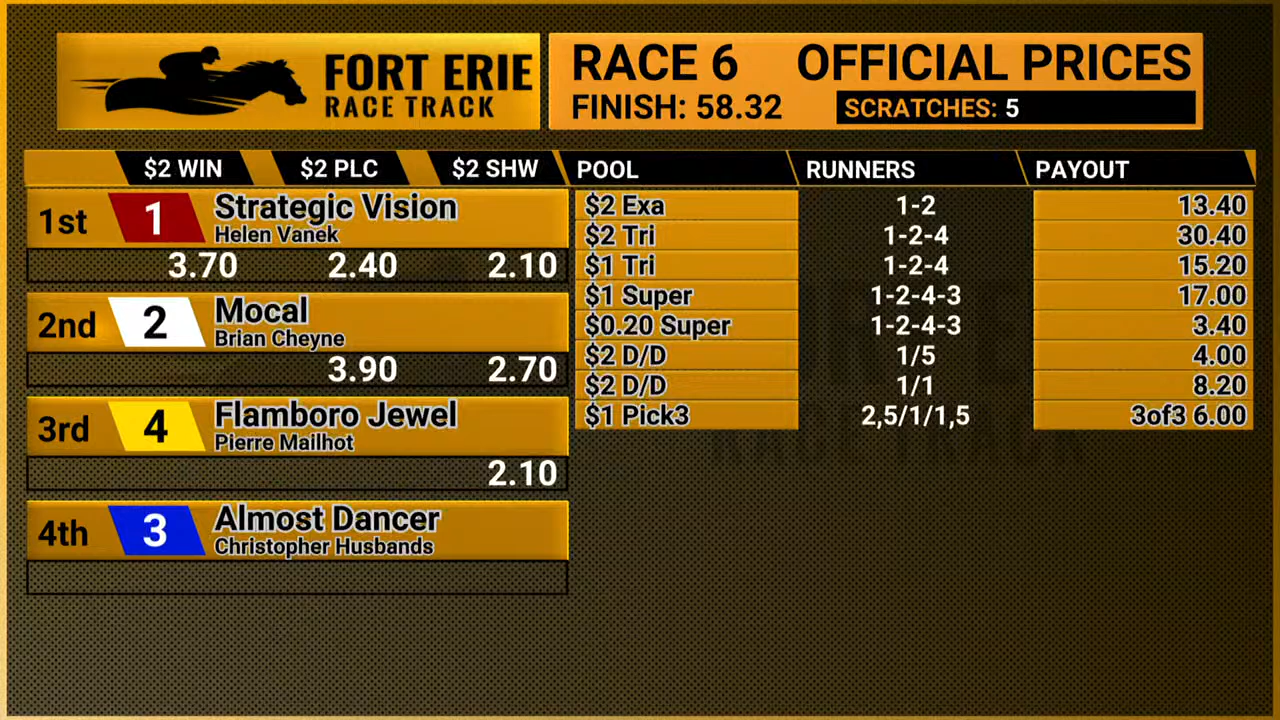 FORT ERIE
RACE TRACK
RACE 6 OFFICIAL PRICES
FINISH: 58.32 SCRATCHES: 5
$2 WIN $2 PLC $2 SHW
1st 1 Strategic Vision
Helen Vanek
3.70 2.40 2.10
2nd 2 Mocal
Brian Cheyne
3.90 2.70
3rd 4 Flamboro Jewel
Pierre Mailhot
2.10
4th 3 Almost Dancer
Christopher Husbands
POOL RUNNERS PAYOUT
$2 Exa 1-2 13.40
$2 Tri 1-2-4 30.40
$1 Tri 1-2-4 15.20
$1 Super 1-2-4-3 17.00
$0.20 Super 1-2-4-3 3.40
$2 D/D 1/5 4.00
$2 D/D 1/1 8.20
$1 Pick3 2,5/1/1,5 3of3 6.00